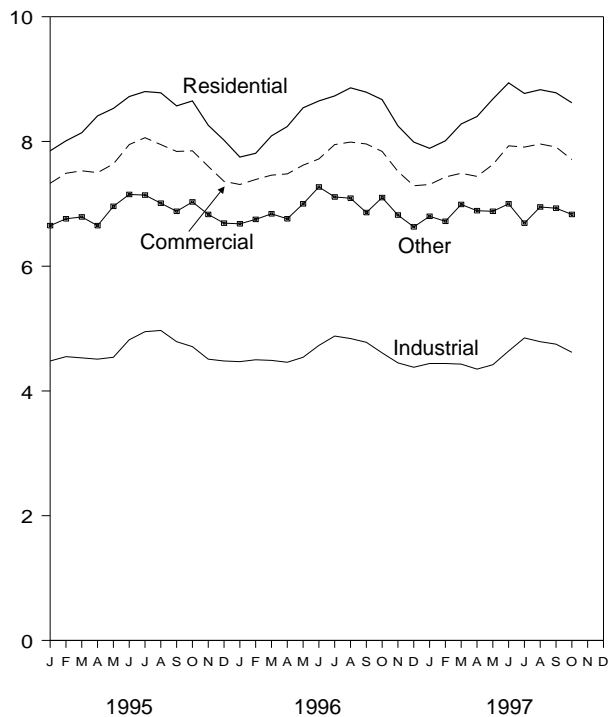 10
Residential
8
Commercial
Other
6
Industrial
4
2
0
J F M A M J J A S O N D J F M A M J J A S O N D J F M A M J J A S O N D
1995 1996 1997